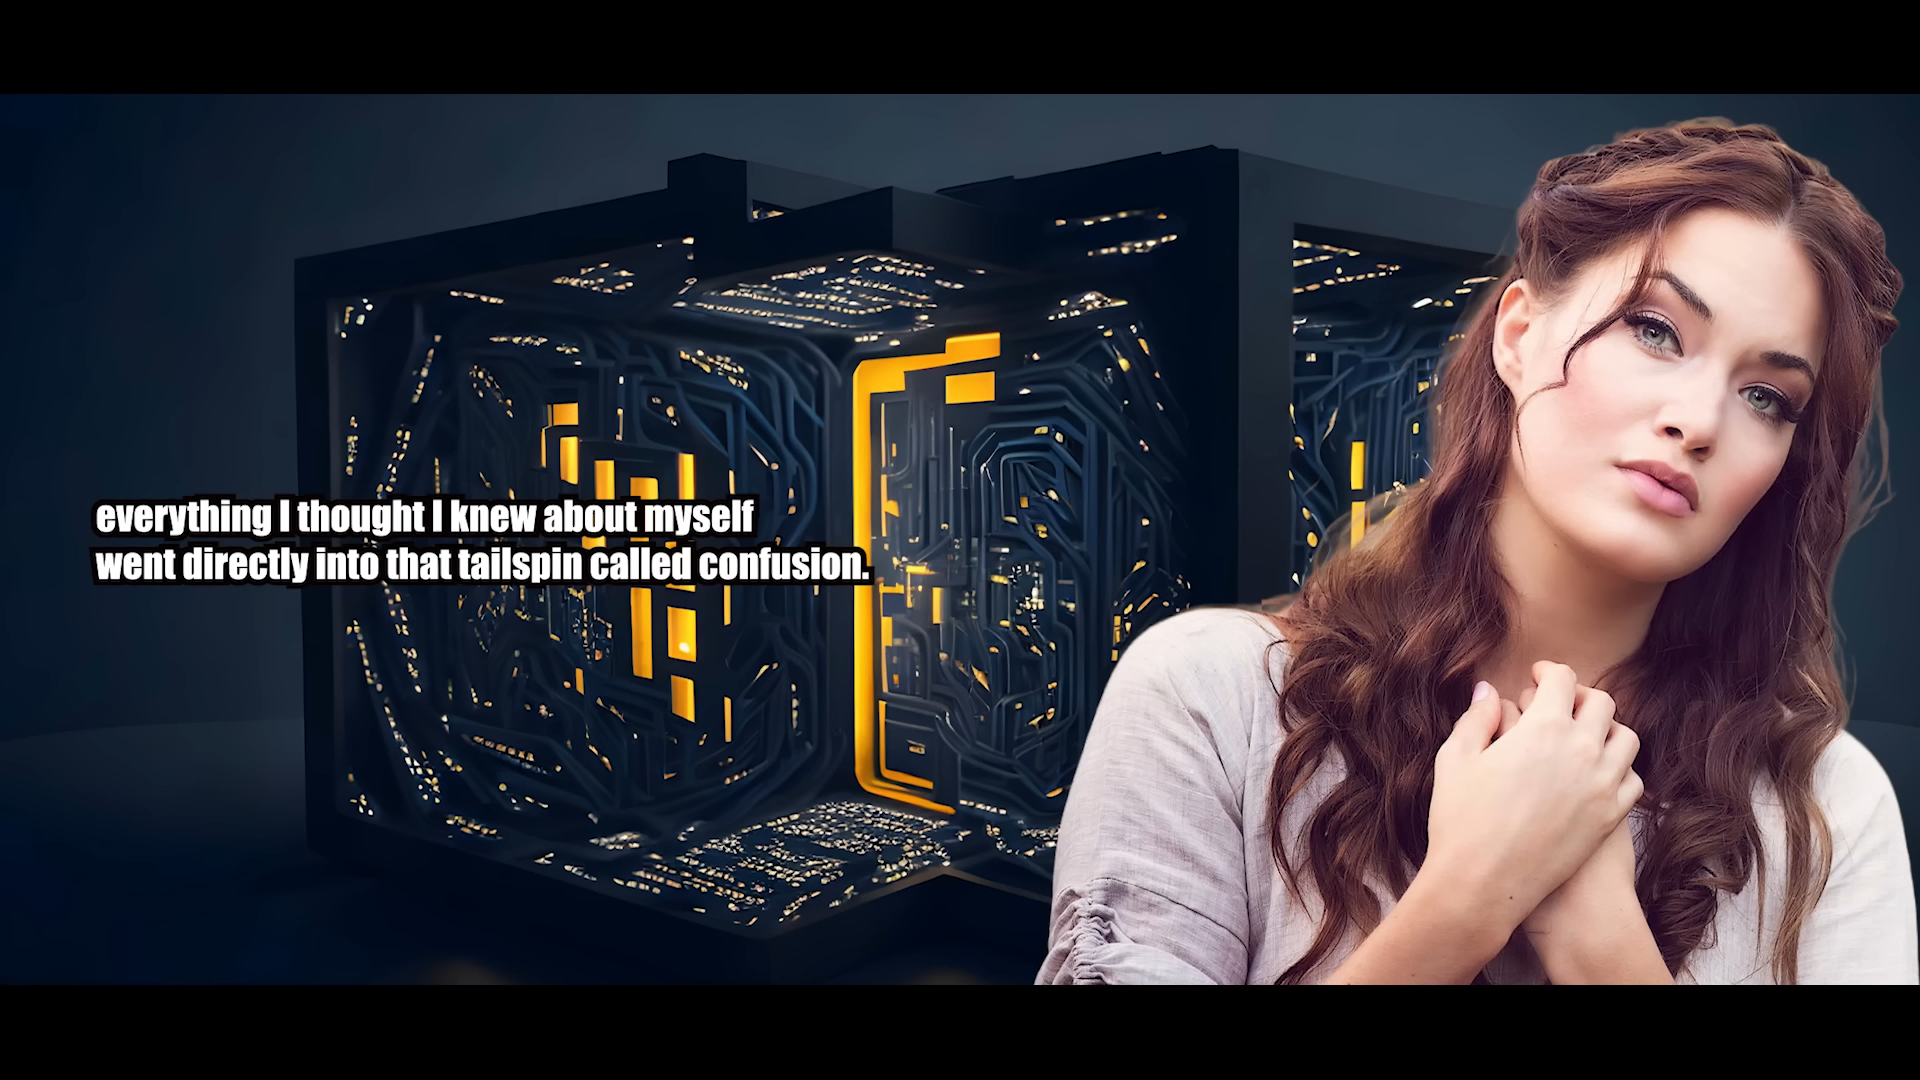 everything I thought I knew about myself
went directly into that tailspin called confusion.